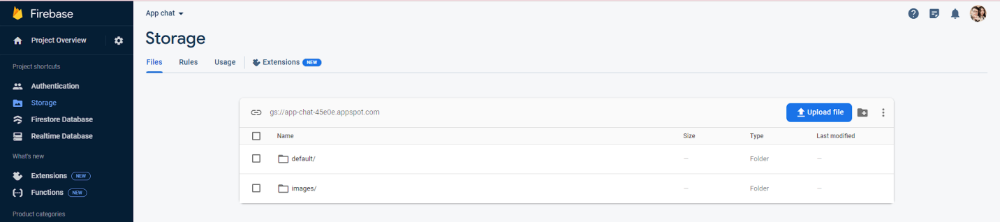 Firebase
Project Overview
Project shortcuts
Authentication
Storage
Firestore Database
Realtime Database
What's new
Extensions NEW
Functions NEW
Product categories
App chat
Storage
Files Rules Usage Extensions NEW
gs://app-chat-45e0e.appspot.com Upload file
Name Size Type Last modified
default/ — Folder —
images/ — Folder —